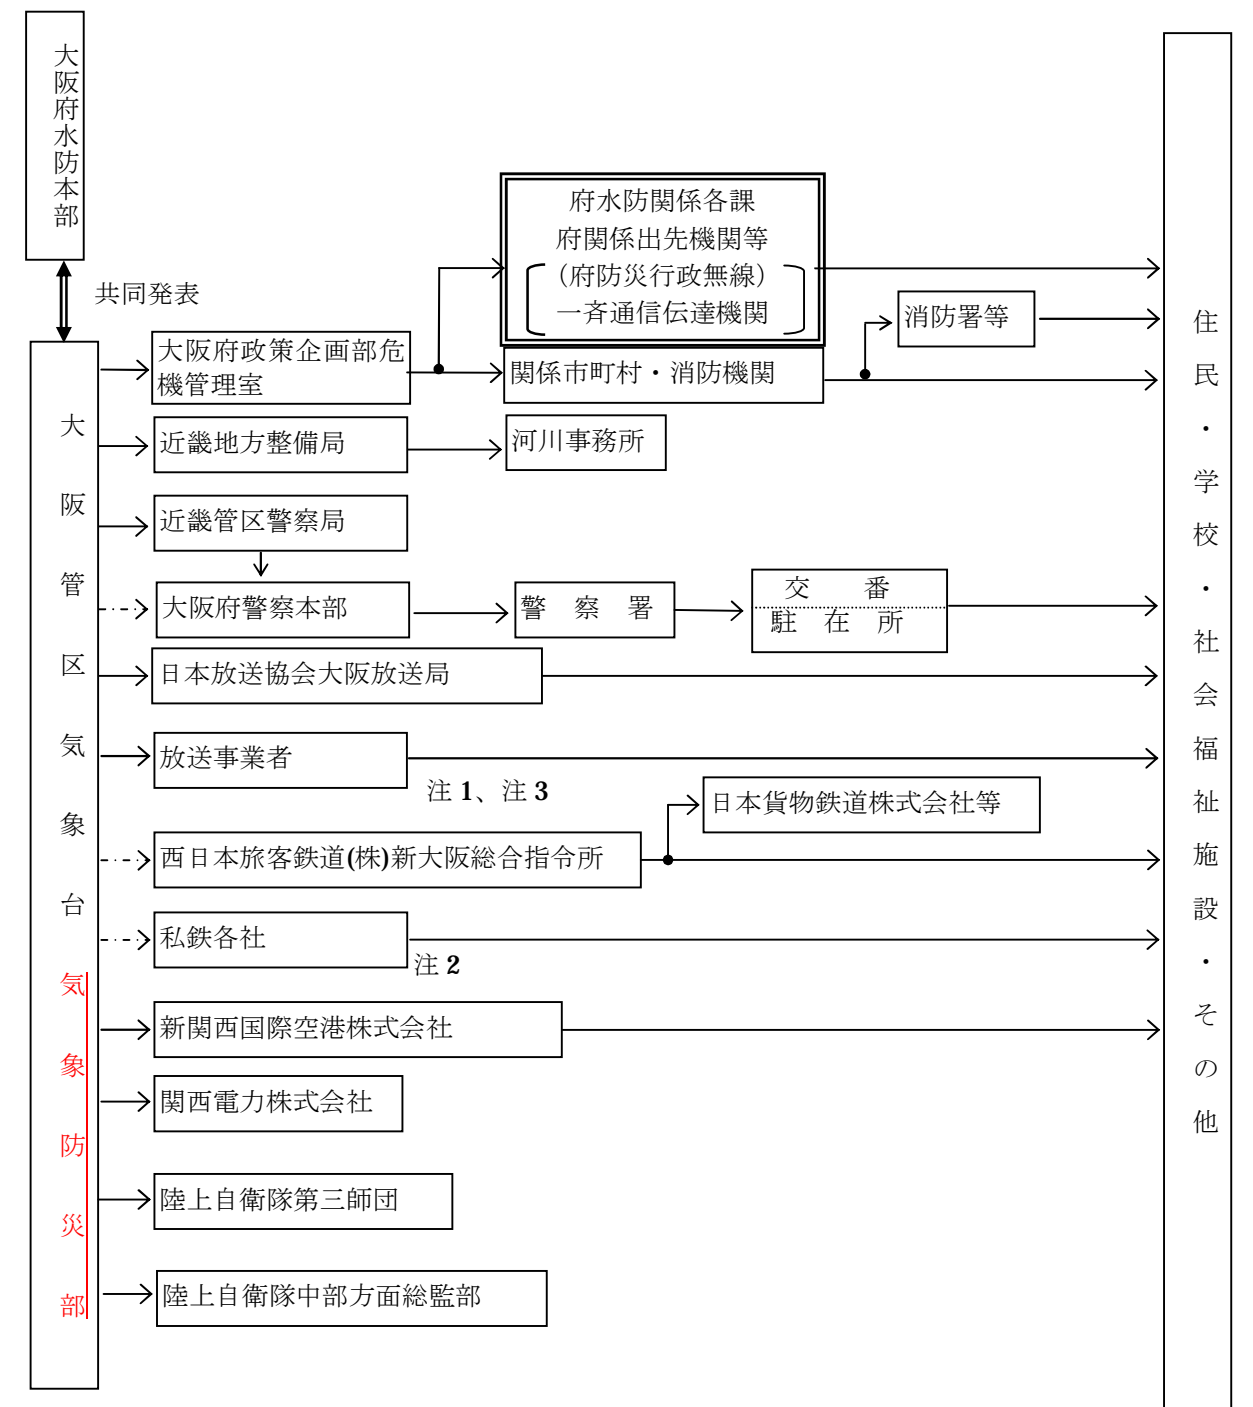 大阪府水防本部
共同発表
大阪管区気象台気象防災部
大阪府政策企画部危
機管理室
府水防関係各課
府関係出先機関等
（府防災行政無線）
一斉通信伝達機関
関係市町村・消防機関
消防署等
近畿地方整備局
河川事務所
近畿管区警察局
大阪府警察本部
警　察　署
交　　番
駐　在　所
日本放送協会大阪放送局
放送事業者
注 1、注 3
日本貨物鉄道株式会社等
西日本旅客鉄道(株)新大阪総合指令所
私鉄各社
注 2
新関西国際空港株式会社
関西電力株式会社
陸上自衛隊第三師団
陸上自衛隊中部方面総監部
住民・学校・社会福祉施設・その他